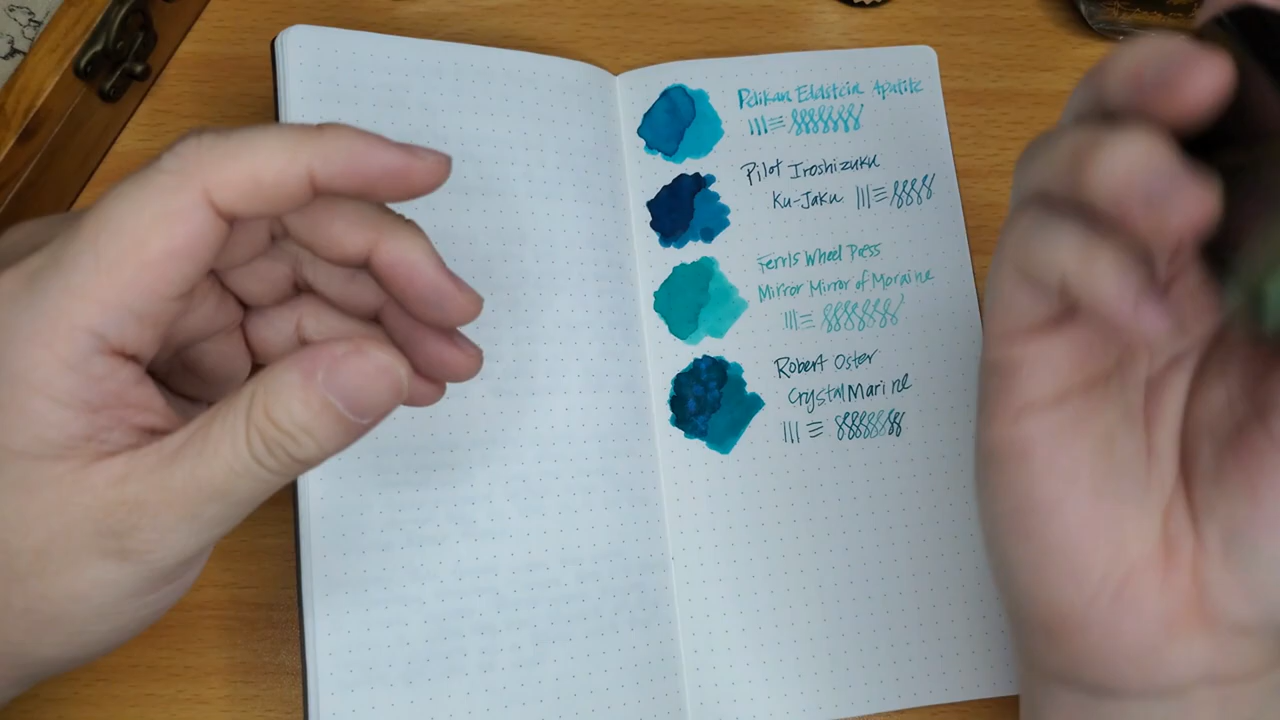 Pelikan Edelstein Apatite
Pilot Iroshizuku
Ku-Jaku
Ferris Wheel Press
Mirror Mirror of Moraine
Robert Oster
Crystal Marine